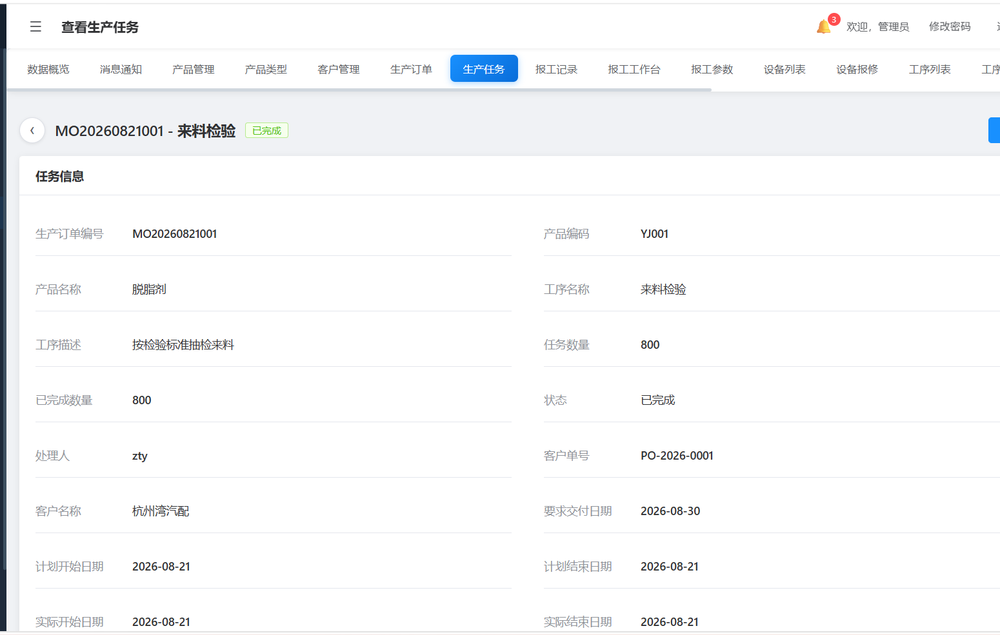 查看生产任务
3
欢迎，管理员 修改密码
数据概览 消息通知 产品管理 产品类型 客户管理 生产订单 生产任务 报工记录 报工工作台 报工参数 设备列表 设备报修 工序列表 工序
MO20260821001 - 来料检验 已完成
任务信息
生产订单编号 MO20260821001 产品编码 YJ001
产品名称 脱脂剂 工序名称 来料检验
工序描述 按检验标准抽检来料 任务数量 800
已完成数量 800 状态 已完成
处理人 zty 客户单号 PO-2026-0001
客户名称 杭州湾汽配 要求交付日期 2026-08-30
计划开始日期 2026-08-21 计划结束日期 2026-08-21
实际开始日期 2026-08-21 实际结束日期 2026-08-21